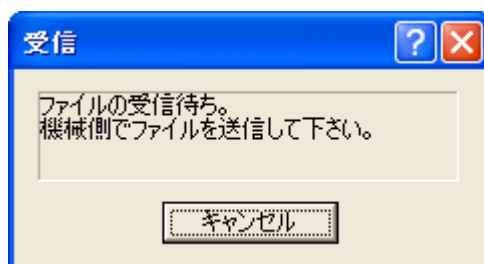 受信
ファイルの受信待ち。
機械側でファイルを送信して下さい。
キャンセル